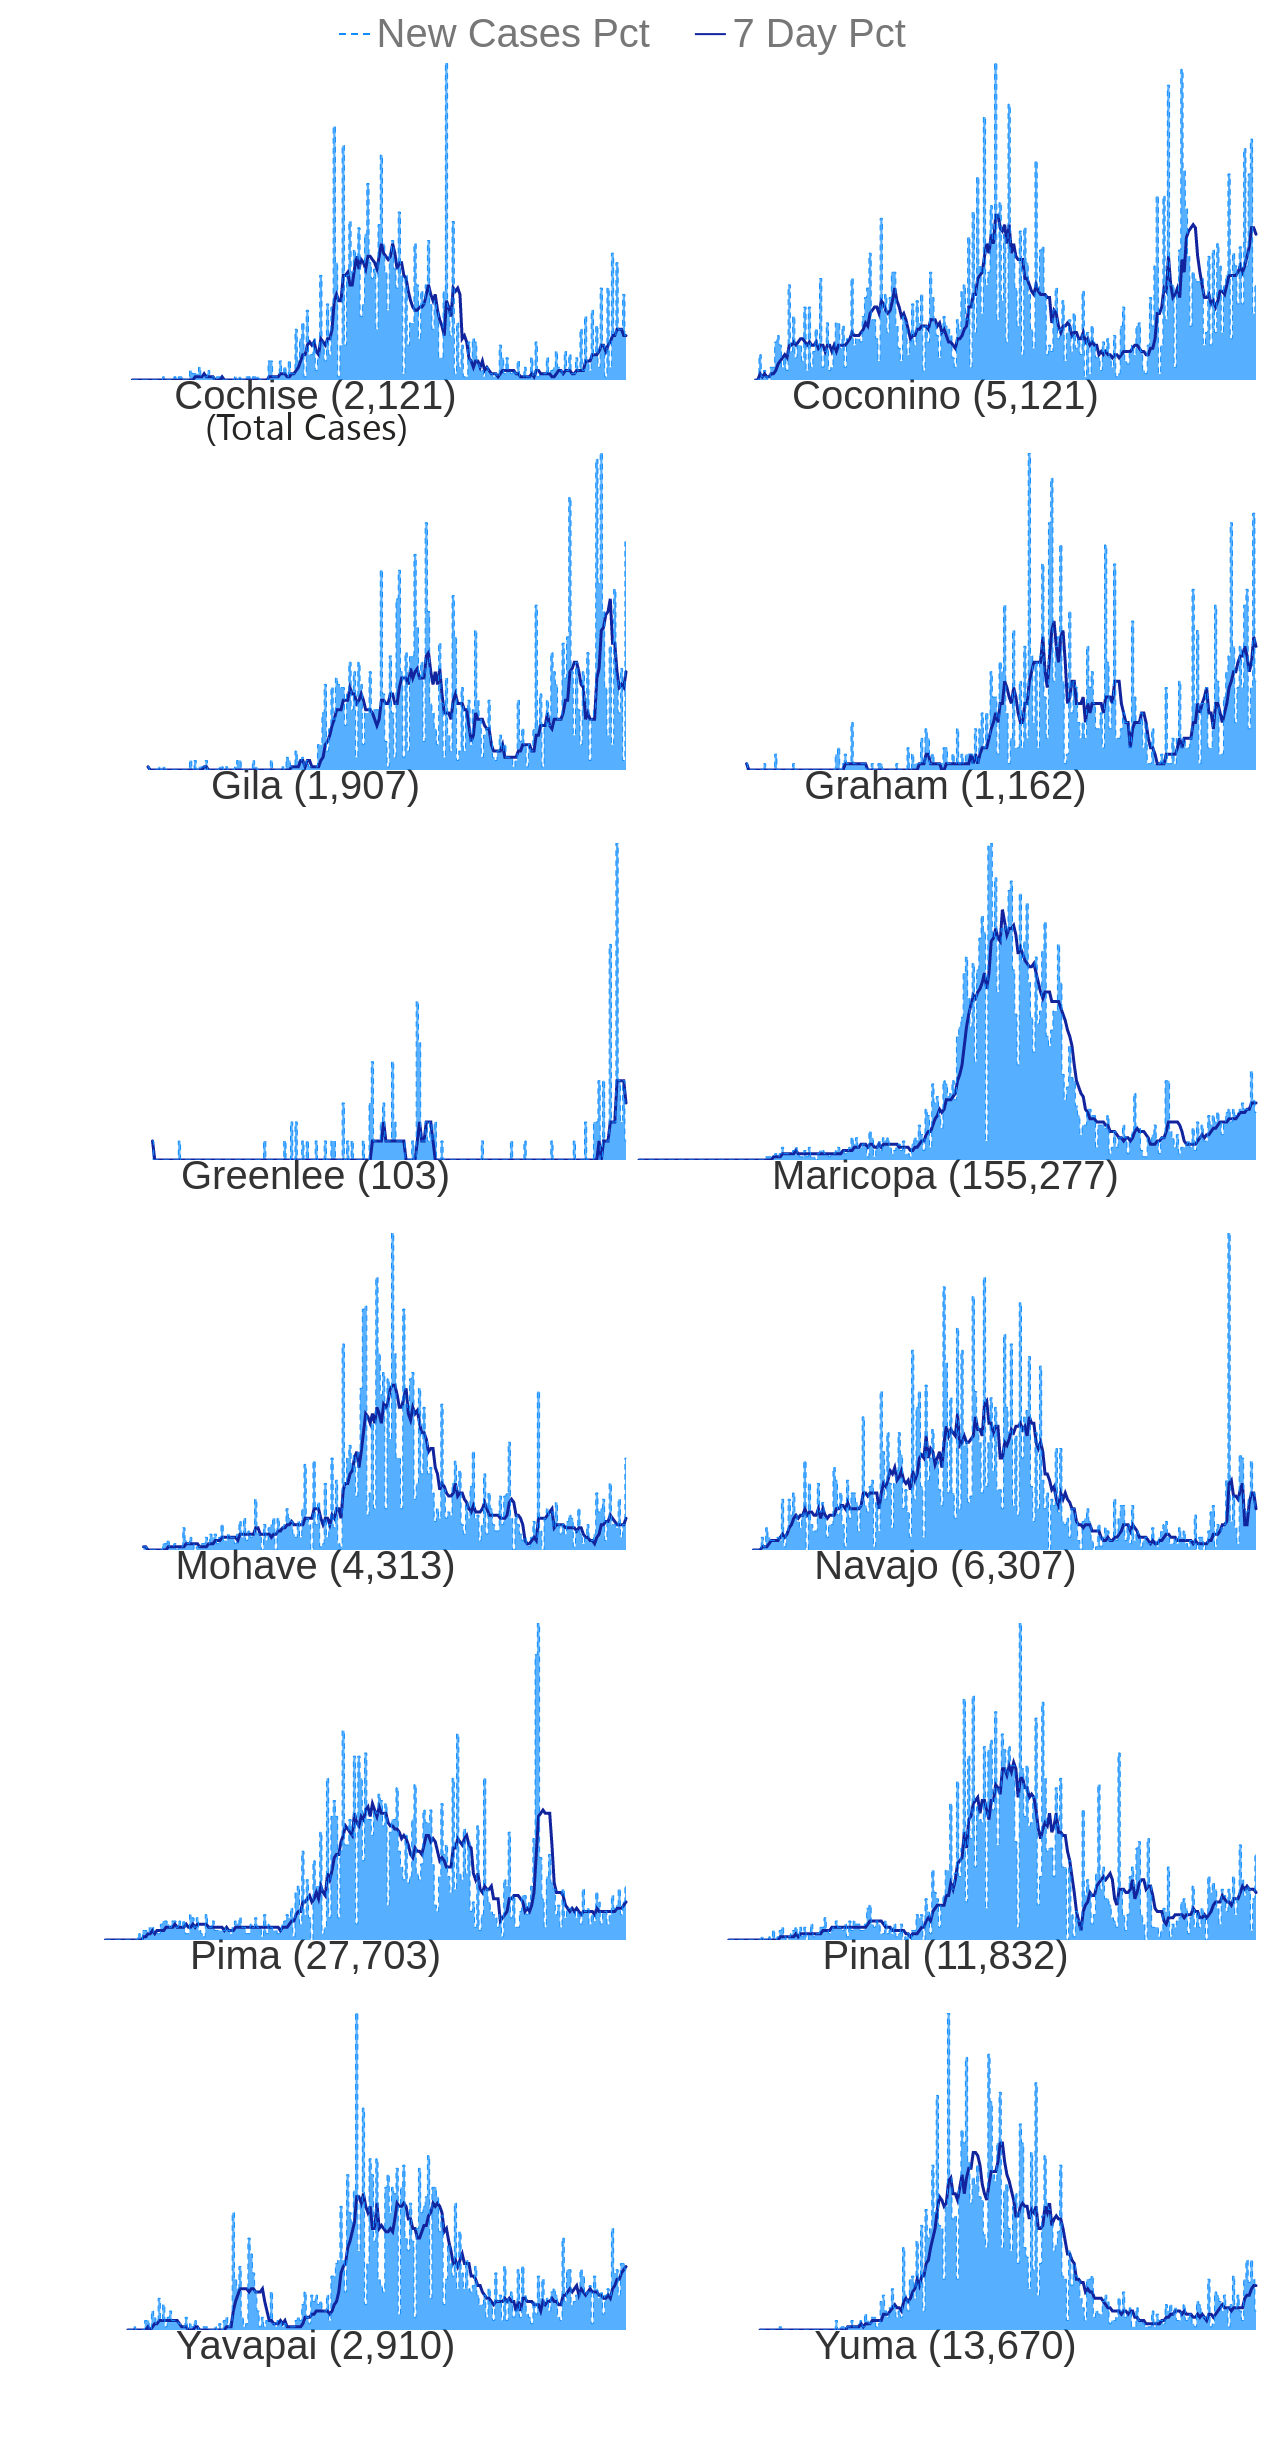 New Cases Pct 7 Day Pct
Cochise (2,121) Coconino (5,121)
(Total Cases)
Gila (1,907) Graham (1,162)
Greenlee (103) Maricopa (155,277)
Mohave (4,313) Navajo (6,307)
Pima (27,703) Pinal (11,832)
Yavapai (2,910) Yuma (13,670)